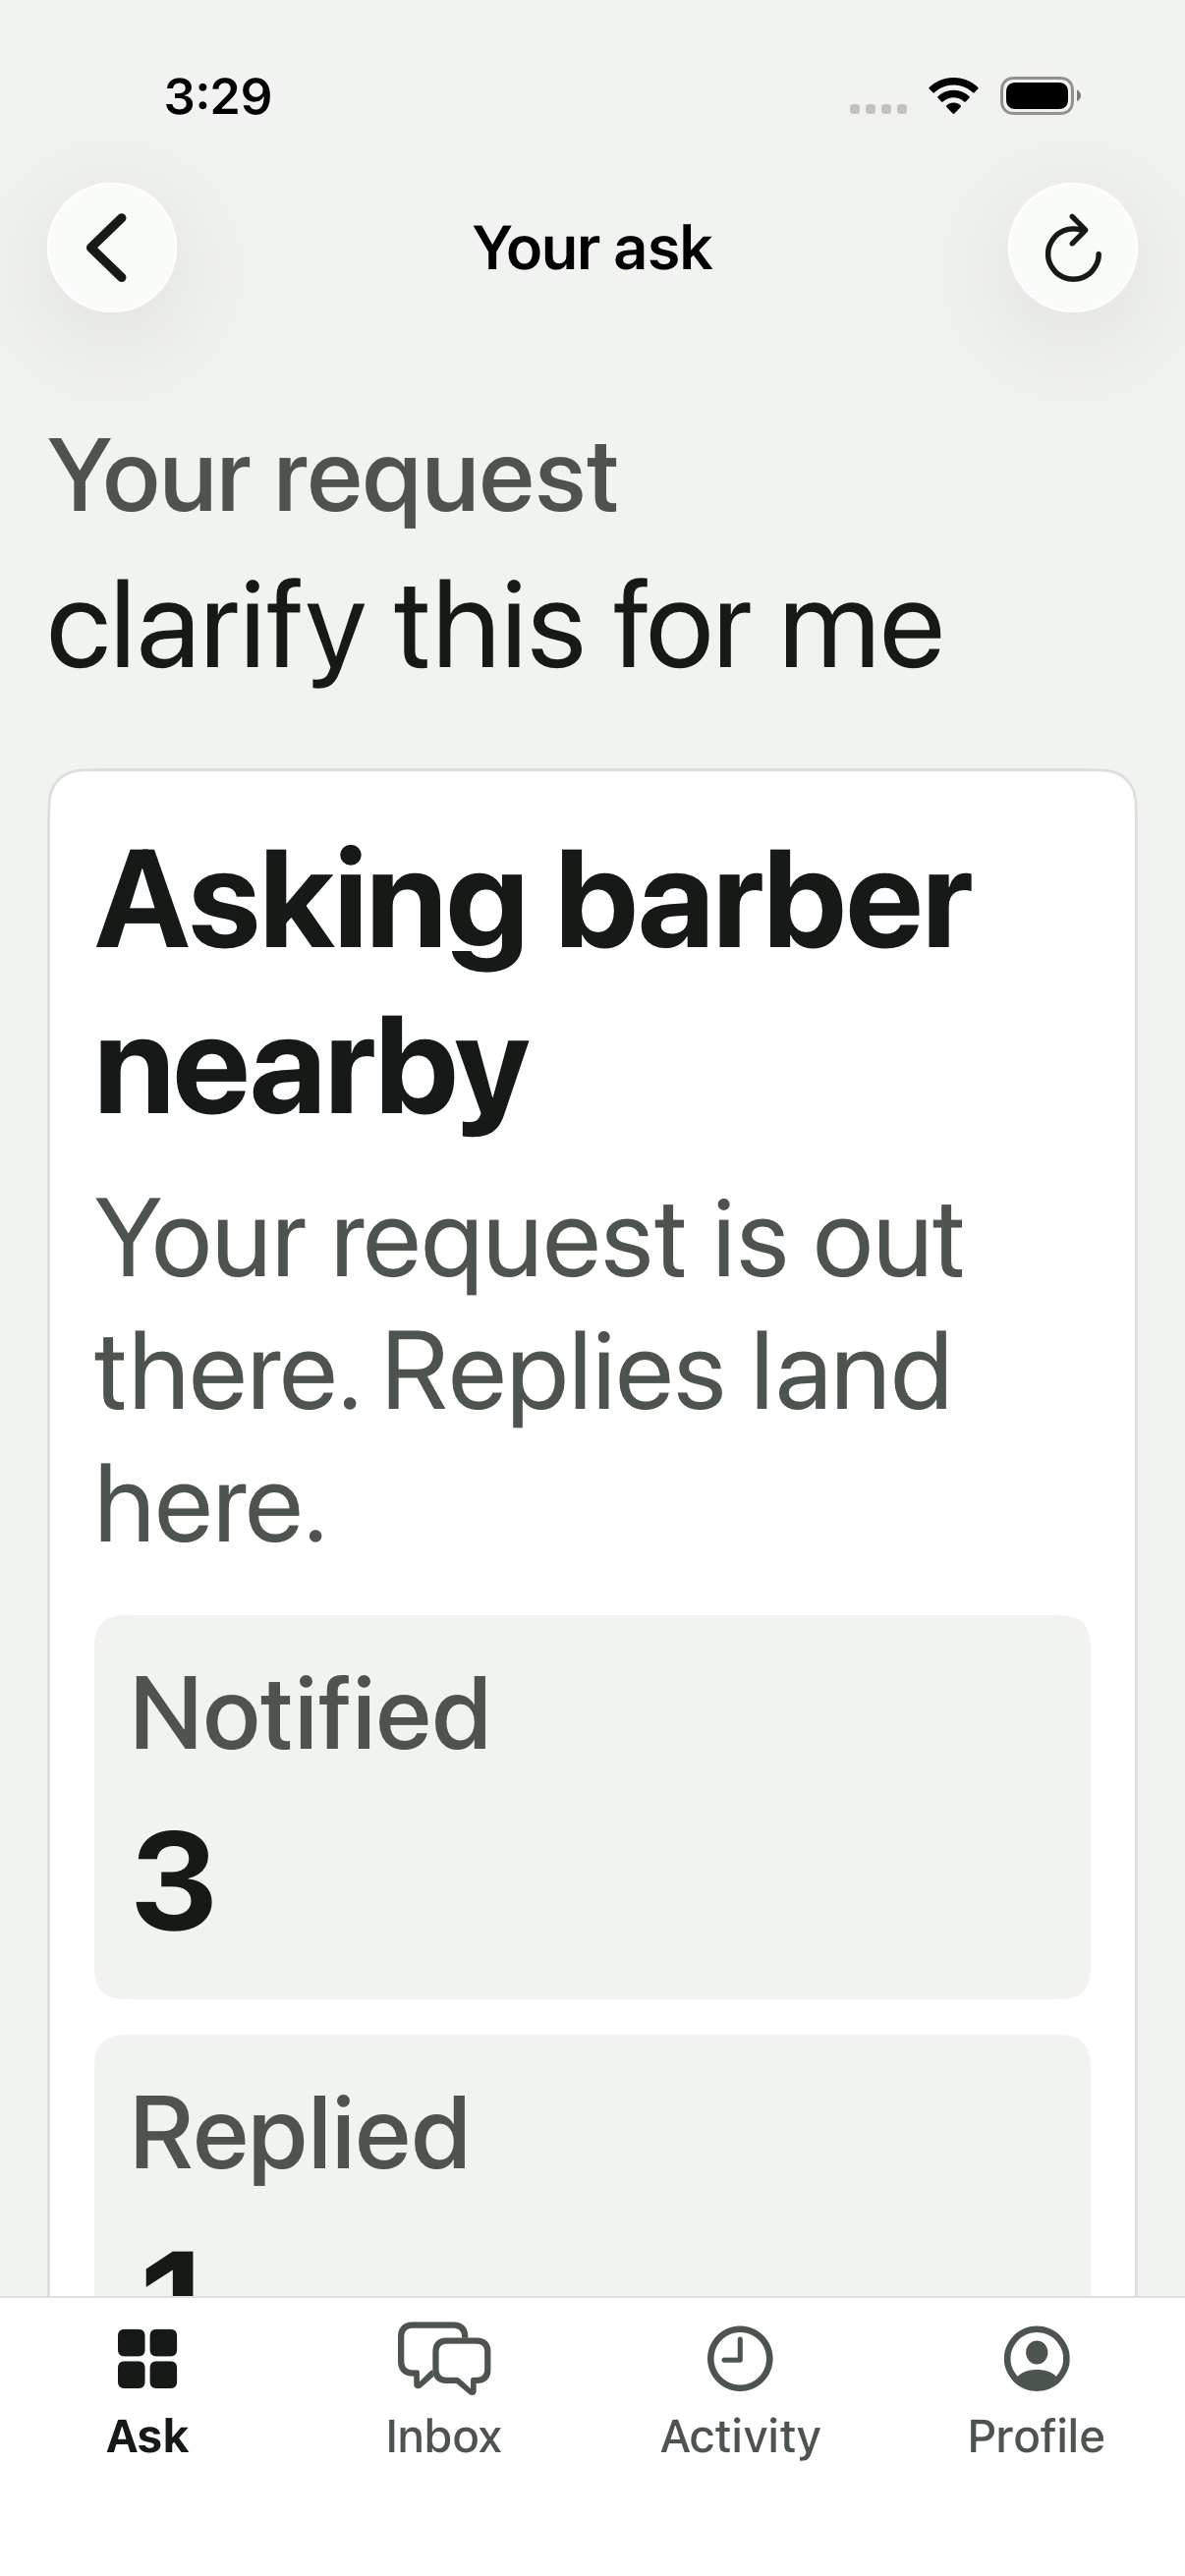 3:29
Your ask
Your request
clarify this for me
Asking barber
nearby
Your request is out
there. Replies land
here.
Notified
3
Replied
1
Ask
Inbox
Activity
Profile